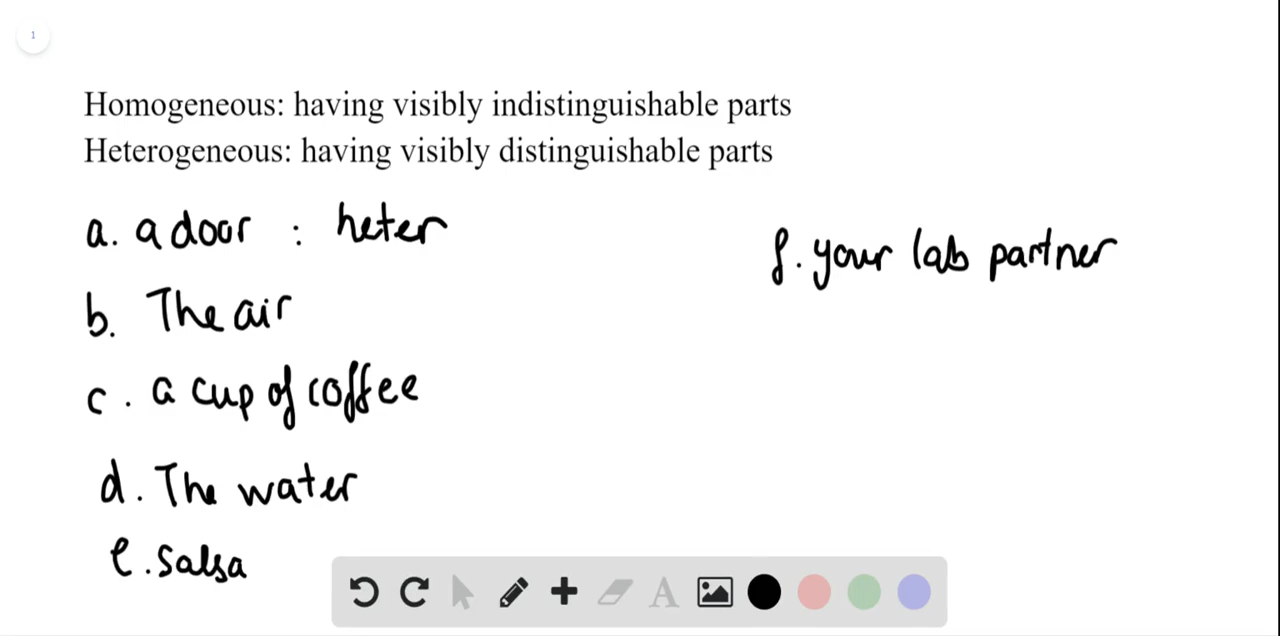 1
Homogeneous: having visibly indistinguishable parts
Heterogeneous: having visibly distinguishable parts
a. a door : heter
b. The air
c. a cup of coffee
d. The water
e. salsa
f. your lab partner
A